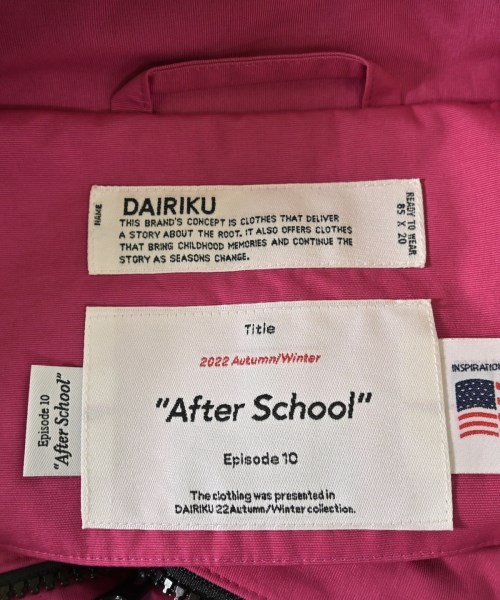 NAME
DAIRIKU
THIS BRAND'S CONCEPT IS CLOTHES THAT DELIVER
A STORY ABOUT THE ROOT. IT ALSO OFFERS CLOTHES
THAT BRING CHILDHOOD MEMORIES AND CONTINUE THE
STORY AS SEASONS CHANGE.
READY TO WEAR
85 X 20
Title
2022 Autumn/Winter
"After School"
Episode 10
The clothing was presented in
DAIRIKU 22Autumn/Winter collection.
Episode 10
"After School"
INSPIRATIO